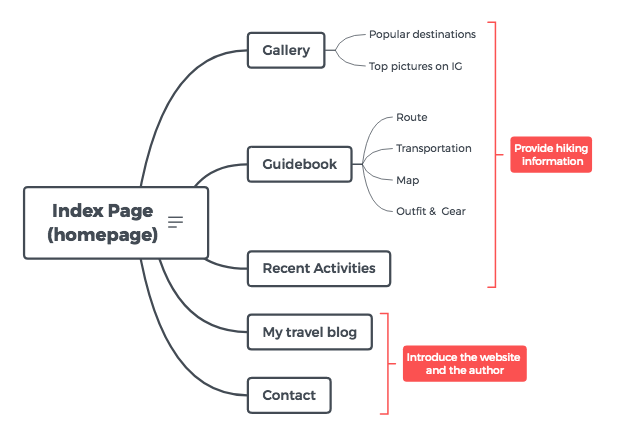 Gallery
Popular destinations
Top pictures on IG
Guidebook
Route
Transportation
Map
Outfit & Gear
Provide hiking
information
Index Page
(homepage)
Recent Activities
My travel blog
Contact
Introduce the website
and the author